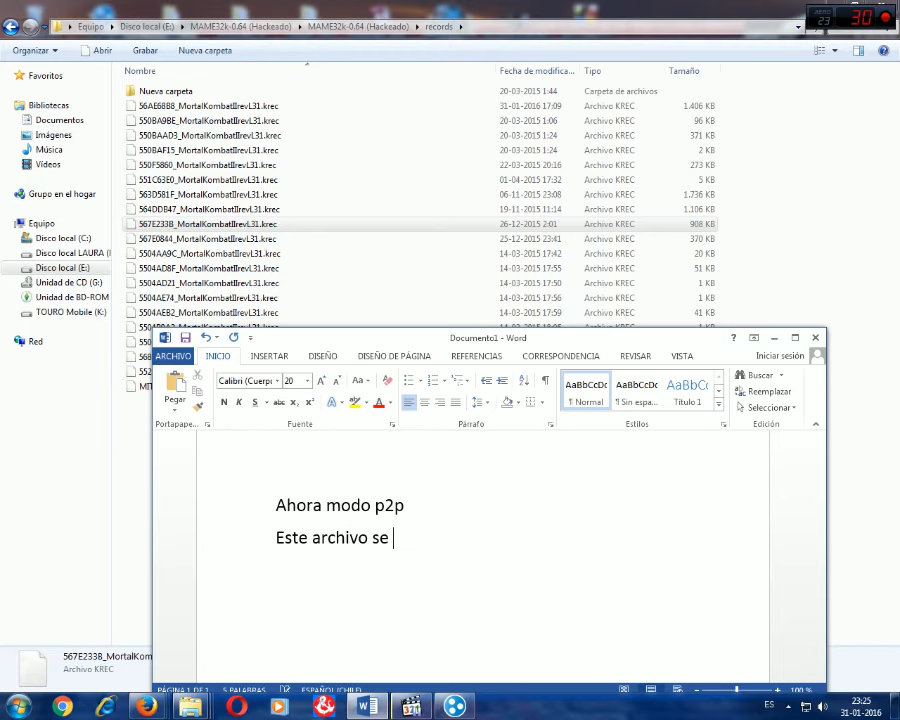 Equipo ▸ Disco local (E:) ▸ MAME32k-0.64 (Hackeado) ▸ MAME32k-0.64 (Hackeado) ▸ records ▸
AERO 23 30
Organizar Abrir Grabar Nueva carpeta
Nombre Fecha de modifica... Tipo Tamaño
Favoritos
Bibliotecas
Documentos
Imágenes
Música
Vídeos
Grupo en el hogar
Equipo
Disco local (C:)
Disco local LAURA (
Disco local (E:)
Unidad de CD (G:)
Unidad de BD-ROM
TOURO Mobile (K:)
Red
Nueva carpeta 20-03-2015 1:44 Carpeta de archivos
56AE68B8_MortalKombatIIrevL31.krec 31-01-2016 17:09 Archivo KREC 1.406 KB
550BA9BE_MortalKombatIIrevL31.krec 20-03-2015 1:06 Archivo KREC 96 KB
550BAAD3_MortalKombatIIrevL31.krec 20-03-2015 1:24 Archivo KREC 371 KB
550BAF15_MortalKombatIIrevL31.krec 20-03-2015 1:24 Archivo KREC 2 KB
550F5860_MortalKombatIIrevL31.krec 22-03-2015 20:16 Archivo KREC 273 KB
551C63E0_MortalKombatIIrevL31.krec 01-04-2015 17:32 Archivo KREC 5 KB
563D581F_MortalKombatIIrevL31.krec 06-11-2015 23:08 Archivo KREC 1.736 KB
564DDB47_MortalKombatIIrevL31.krec 19-11-2015 11:14 Archivo KREC 1.106 KB
567E233B_MortalKombatIIrevL31.krec 26-12-2015 2:01 Archivo KREC 908 KB
567E0844_MortalKombatIIrevL31.krec 25-12-2015 23:41 Archivo KREC 370 KB
5504AA9C_MortalKombatIIrevL31.krec 14-03-2015 17:42 Archivo KREC 20 KB
5504AD8F_MortalKombatIIrevL31.krec 14-03-2015 17:55 Archivo KREC 51 KB
5504AD21_MortalKombatIIrevL31.krec 14-03-2015 17:50 Archivo KREC 1 KB
5504AE74_MortalKombatIIrevL31.krec 14-03-2015 17:56 Archivo KREC 1 KB
5504AEB2_MortalKombatIIrevL31.krec 14-03-2015 17:57 Archivo KREC 41 KB
Documento1 - Word
ARCHIVO INICIO INSERTAR DISEÑO DISEÑO DE PÁGINA REFERENCIAS CORRESPONDENCIA REVISAR VISTA Iniciar sesión
Pegar
Calibri (Cuerpo 20
N K S abc x₂ x²
AaBbCcDc AaBbCcDc AaBbCc
¶ Normal ¶ Sin espa... Título 1
Buscar
Reemplazar
Seleccionar
Portapape... Fuente Párrafo Estilos Edición
Ahora modo p2p
Este archivo se
567E233B_MortalKom
Archivo KREC
PÁGINA 1 DE 1 5 PALABRAS ESPAÑOL (CHILE) 100 %
ES 23:25
31-01-2016